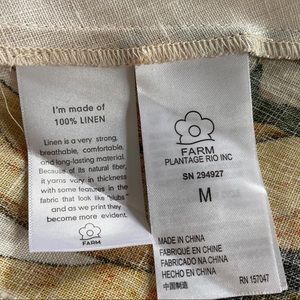 I'm made of
100% LINEN
Linen is a very strong,
breathable, comfortable,
and long-lasting material.
Because of its natural fiber,
it varies in thickness
with some features in the
fabric that look like "slubs"
and as we print they
become more evident.
FARM
FARM
PLANTAGE RIO INC
SN 294927
M
MADE IN CHINA
FABRIQUÉ EN CHINE
FABRICADO NA CHINA
HECHO EN CHINA
中国制造
RN 157047